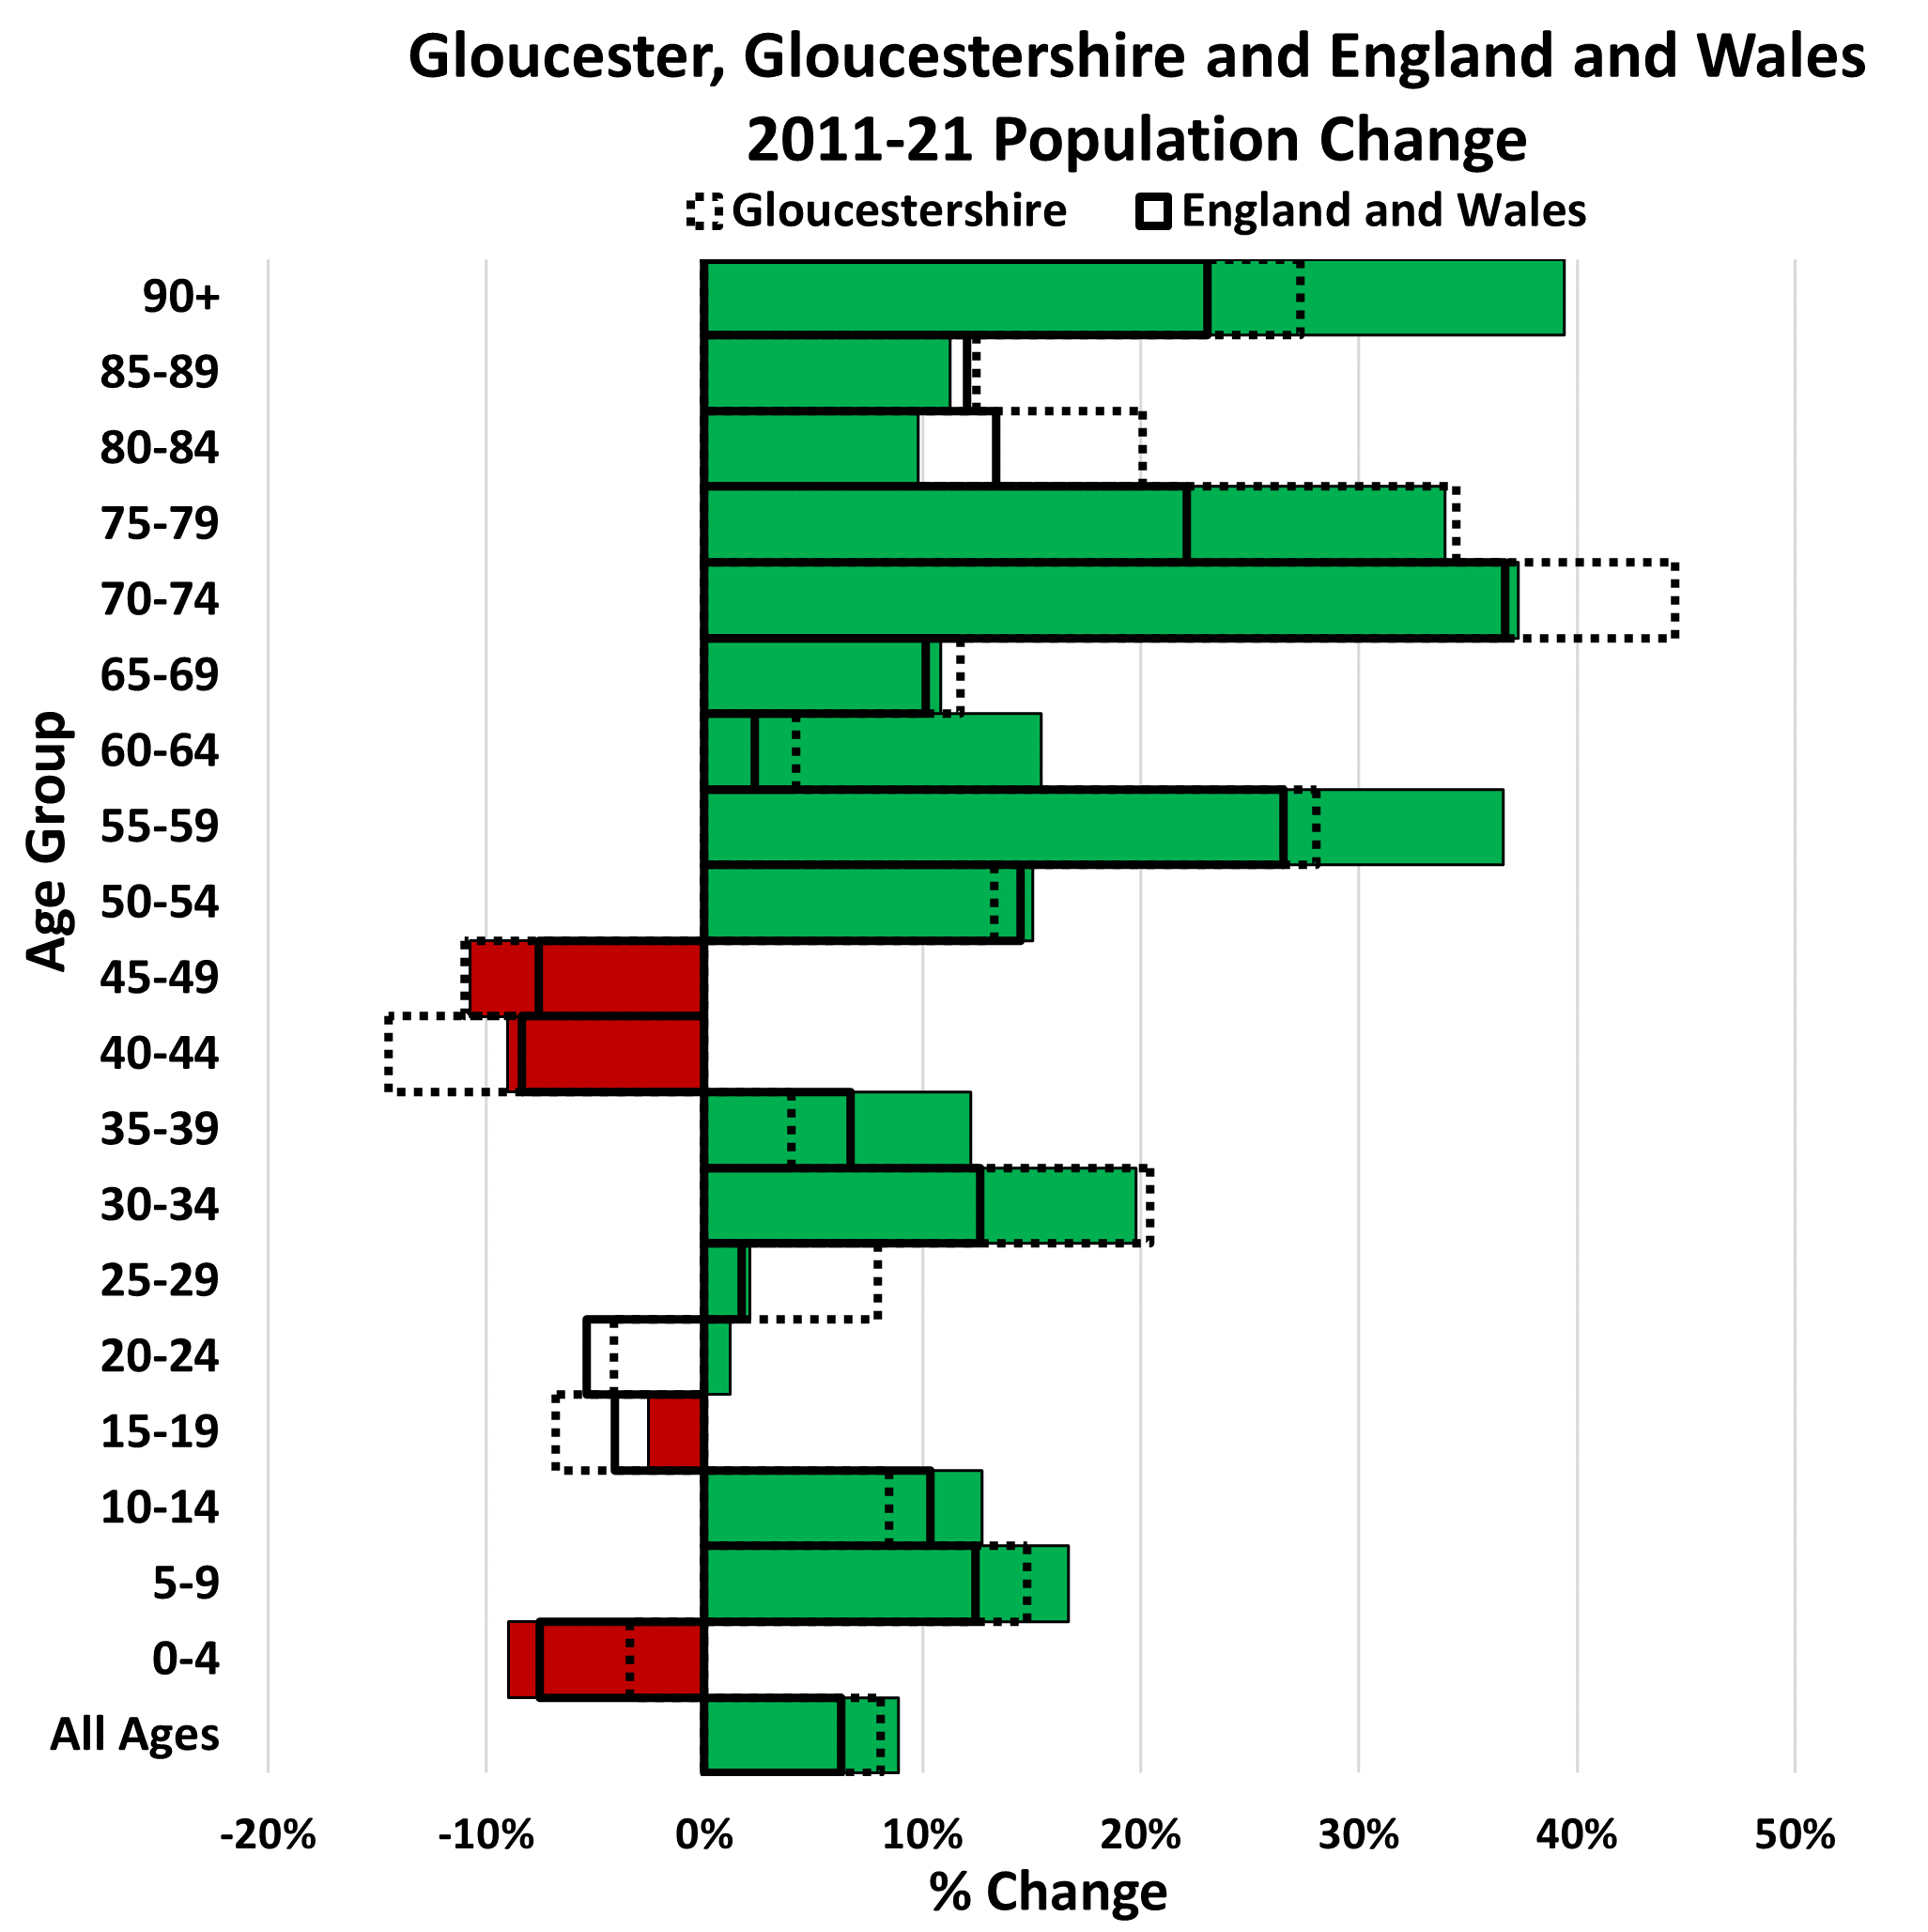 Gloucester, Gloucestershire and England and Wales
2011-21 Population Change
Gloucestershire England and Wales
90+
85-89
80-84
75-79
70-74
65-69
60-64
55-59
50-54
45-49
40-44
35-39
30-34
25-29
20-24
15-19
10-14
5-9
0-4
All Ages
Age Group
-20% -10% 0% 10% 20% 30% 40% 50%
% Change